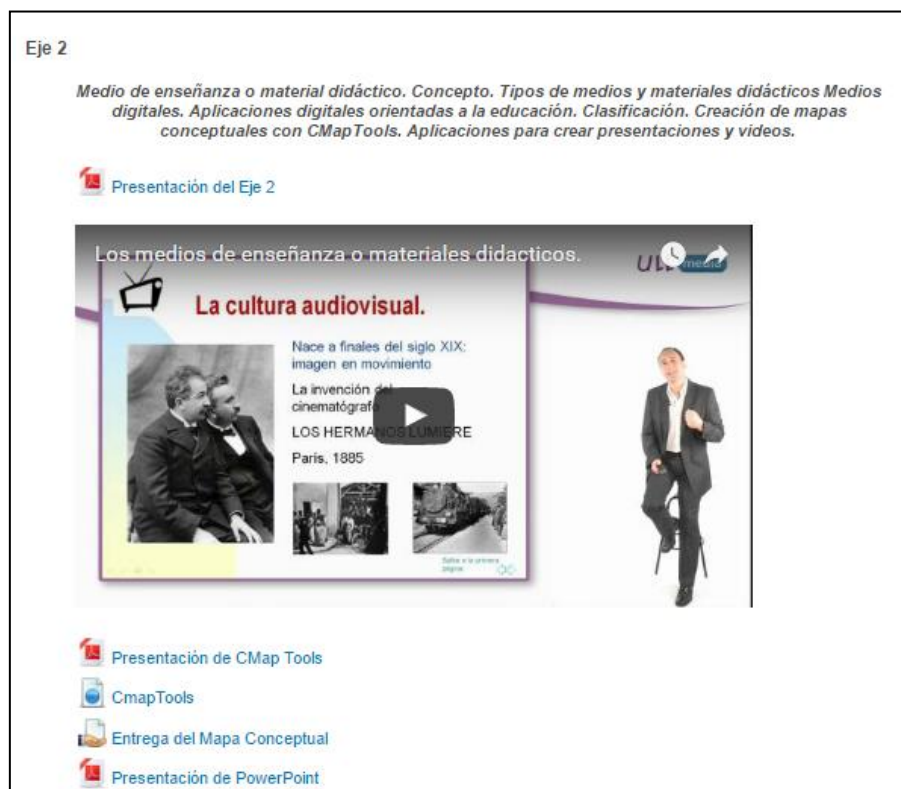 Eje 2
Medio de enseñanza o material didáctico. Concepto. Tipos de medios y materiales didácticos Medios
digitales. Aplicaciones digitales orientadas a la educación. Clasificación. Creación de mapas
conceptuales con CMapTools. Aplicaciones para crear presentaciones y videos.
Presentación del Eje 2
Los medios de enseñanza o materiales didacticos.
media
La cultura audiovisual.
Nace a finales del siglo XIX:
imagen en movimiento
La invención del
cinematógrafo
LOS HERMANOS LUMIERE
Paris, 1885
Presentación de CMap Tools
CmapTools
Entrega del Mapa Conceptual
Presentación de PowerPoint